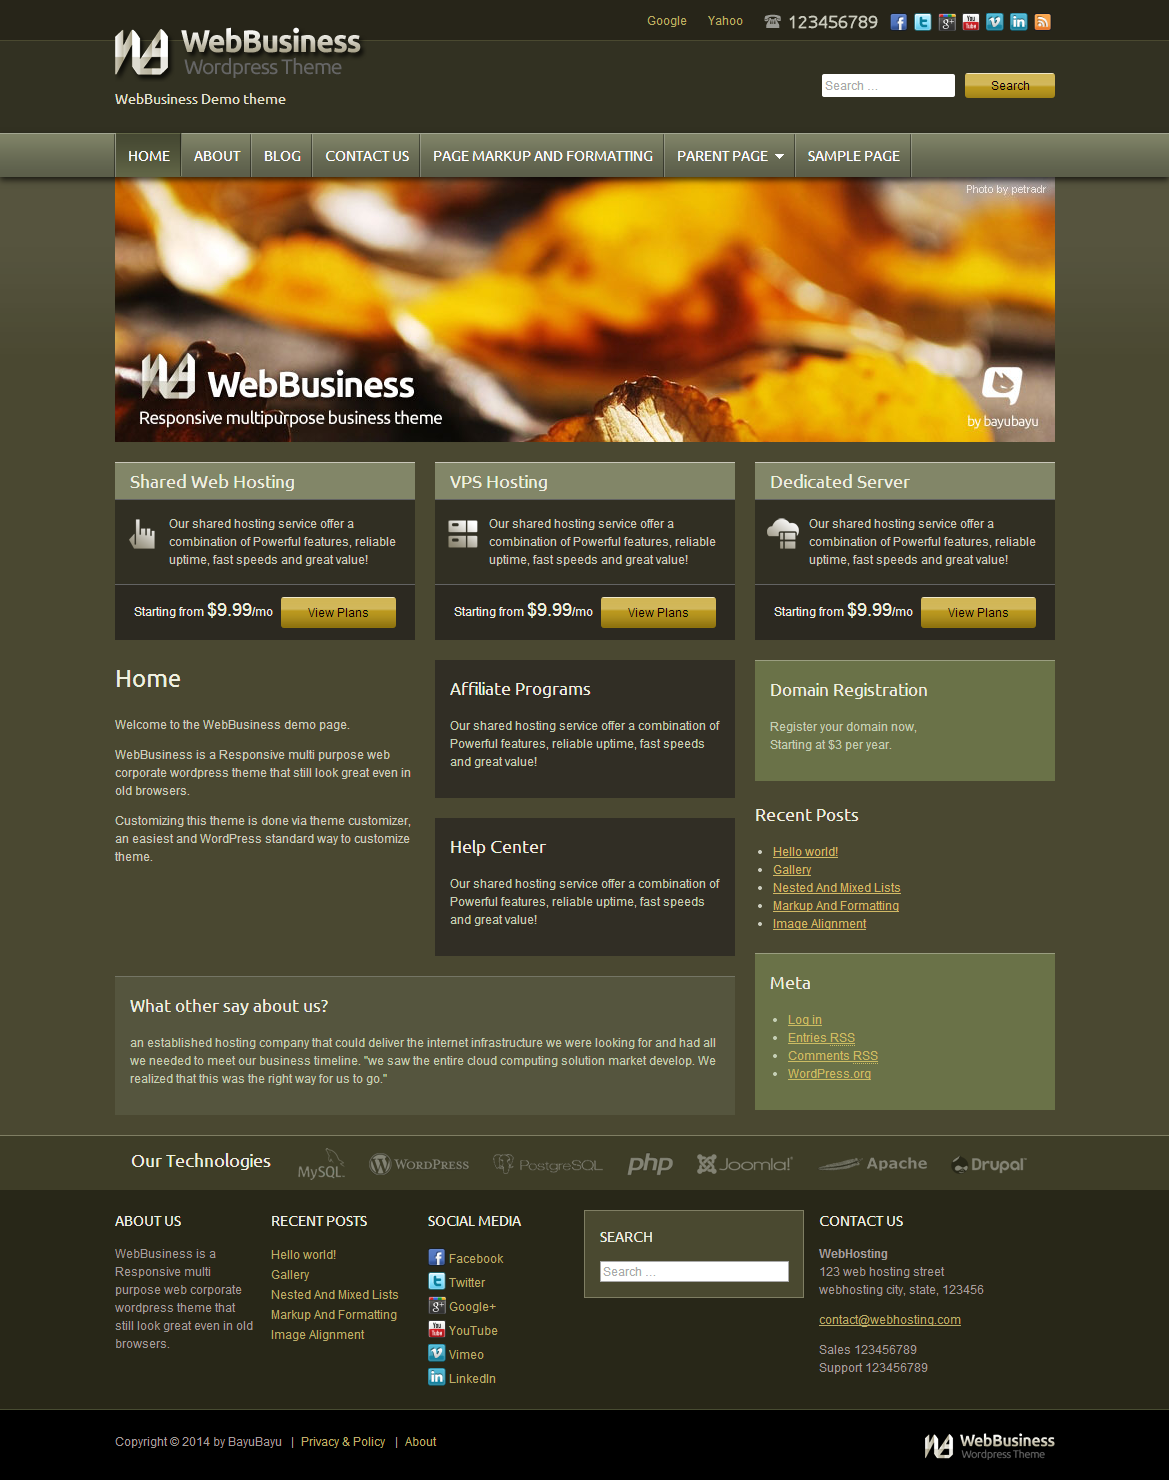 Google Yahoo 123456789
WebBusiness
Wordpress Theme
WebBusiness Demo theme
Search ... Search
HOME ABOUT BLOG CONTACT US PAGE MARKUP AND FORMATTING PARENT PAGE SAMPLE PAGE
Photo by petradr
WebBusiness
Responsive multipurpose business theme
by bayubayu
Shared Web Hosting
Our shared hosting service offer a
combination of Powerful features, reliable
uptime, fast speeds and great value!
Starting from $9.99/mo View Plans
VPS Hosting
Our shared hosting service offer a
combination of Powerful features, reliable
uptime, fast speeds and great value!
Starting from $9.99/mo View Plans
Dedicated Server
Our shared hosting service offer a
combination of Powerful features, reliable
uptime, fast speeds and great value!
Starting from $9.99/mo View Plans
Home
Welcome to the WebBusiness demo page.
WebBusiness is a Responsive multi purpose web
corporate wordpress theme that still look great even in
old browsers.
Customizing this theme is done via theme customizer,
an easiest and WordPress standard way to customize
theme.
Affiliate Programs
Our shared hosting service offer a combination of
Powerful features, reliable uptime, fast speeds
and great value!
Help Center
Our shared hosting service offer a combination of
Powerful features, reliable uptime, fast speeds
and great value!
Domain Registration
Register your domain now,
Starting at $3 per year.
Recent Posts
Hello world!
Gallery
Nested And Mixed Lists
Markup And Formatting
Image Alignment
What other say about us?
an established hosting company that could deliver the internet infrastructure we were looking for and had all
we needed to meet our business timeline. "we saw the entire cloud computing solution market develop. We
realized that this was the right way for us to go."
Meta
Log in
Entries RSS
Comments RSS
WordPress.org
Our Technologies MySQL WordPress PostgreSQL php Joomla! Apache Drupal
ABOUT US
WebBusiness is a
Responsive multi
purpose web corporate
wordpress theme that
still look great even in old
browsers.
RECENT POSTS
Hello world!
Gallery
Nested And Mixed Lists
Markup And Formatting
Image Alignment
SOCIAL MEDIA
Facebook
Twitter
Google+
YouTube
Vimeo
LinkedIn
SEARCH
Search ...
CONTACT US
WebHosting
123 web hosting street
webhosting city, state, 123456
contact@webhosting.com
Sales 123456789
Support 123456789
Copyright © 2014 by BayuBayu | Privacy & Policy | About
WebBusiness
Wordpress Theme